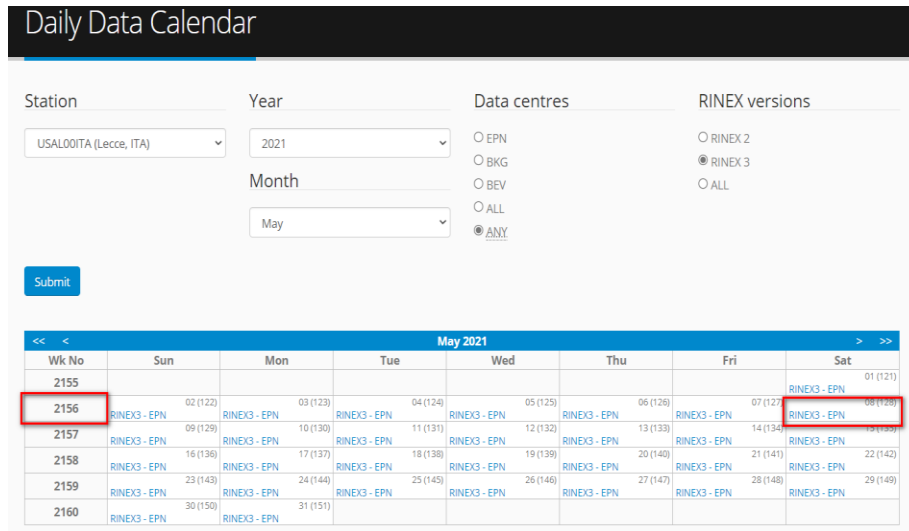 Daily Data Calendar
Station Year Data centres RINEX versions
USAL00ITA (Lecce, ITA) 2021 EPN RINEX 2
BKG RINEX 3
Month BEV ALL
ALL
May ANY
Submit
<< < May 2021 > >>
Wk No Sun Mon Tue Wed Thu Fri Sat
01 (121)
2155 RINEX3 - EPN
02 (122) 03 (123) 04 (124) 05 (125) 06 (126) 07 (127) 08 (128)
2156 RINEX3 - EPN RINEX3 - EPN RINEX3 - EPN RINEX3 - EPN RINEX3 - EPN RINEX3 - EPN RINEX3 - EPN
09 (129) 10 (130) 11 (131) 12 (132) 13 (133) 14 (134) 15 (135)
2157 RINEX3 - EPN RINEX3 - EPN RINEX3 - EPN RINEX3 - EPN RINEX3 - EPN RINEX3 - EPN RINEX3 - EPN
16 (136) 17 (137) 18 (138) 19 (139) 20 (140) 21 (141) 22 (142)
2158 RINEX3 - EPN RINEX3 - EPN RINEX3 - EPN RINEX3 - EPN RINEX3 - EPN RINEX3 - EPN RINEX3 - EPN
23 (143) 24 (144) 25 (145) 26 (146) 27 (147) 28 (148) 29 (149)
2159 RINEX3 - EPN RINEX3 - EPN RINEX3 - EPN RINEX3 - EPN RINEX3 - EPN RINEX3 - EPN RINEX3 - EPN
30 (150) 31 (151)
2160 RINEX3 - EPN RINEX3 - EPN